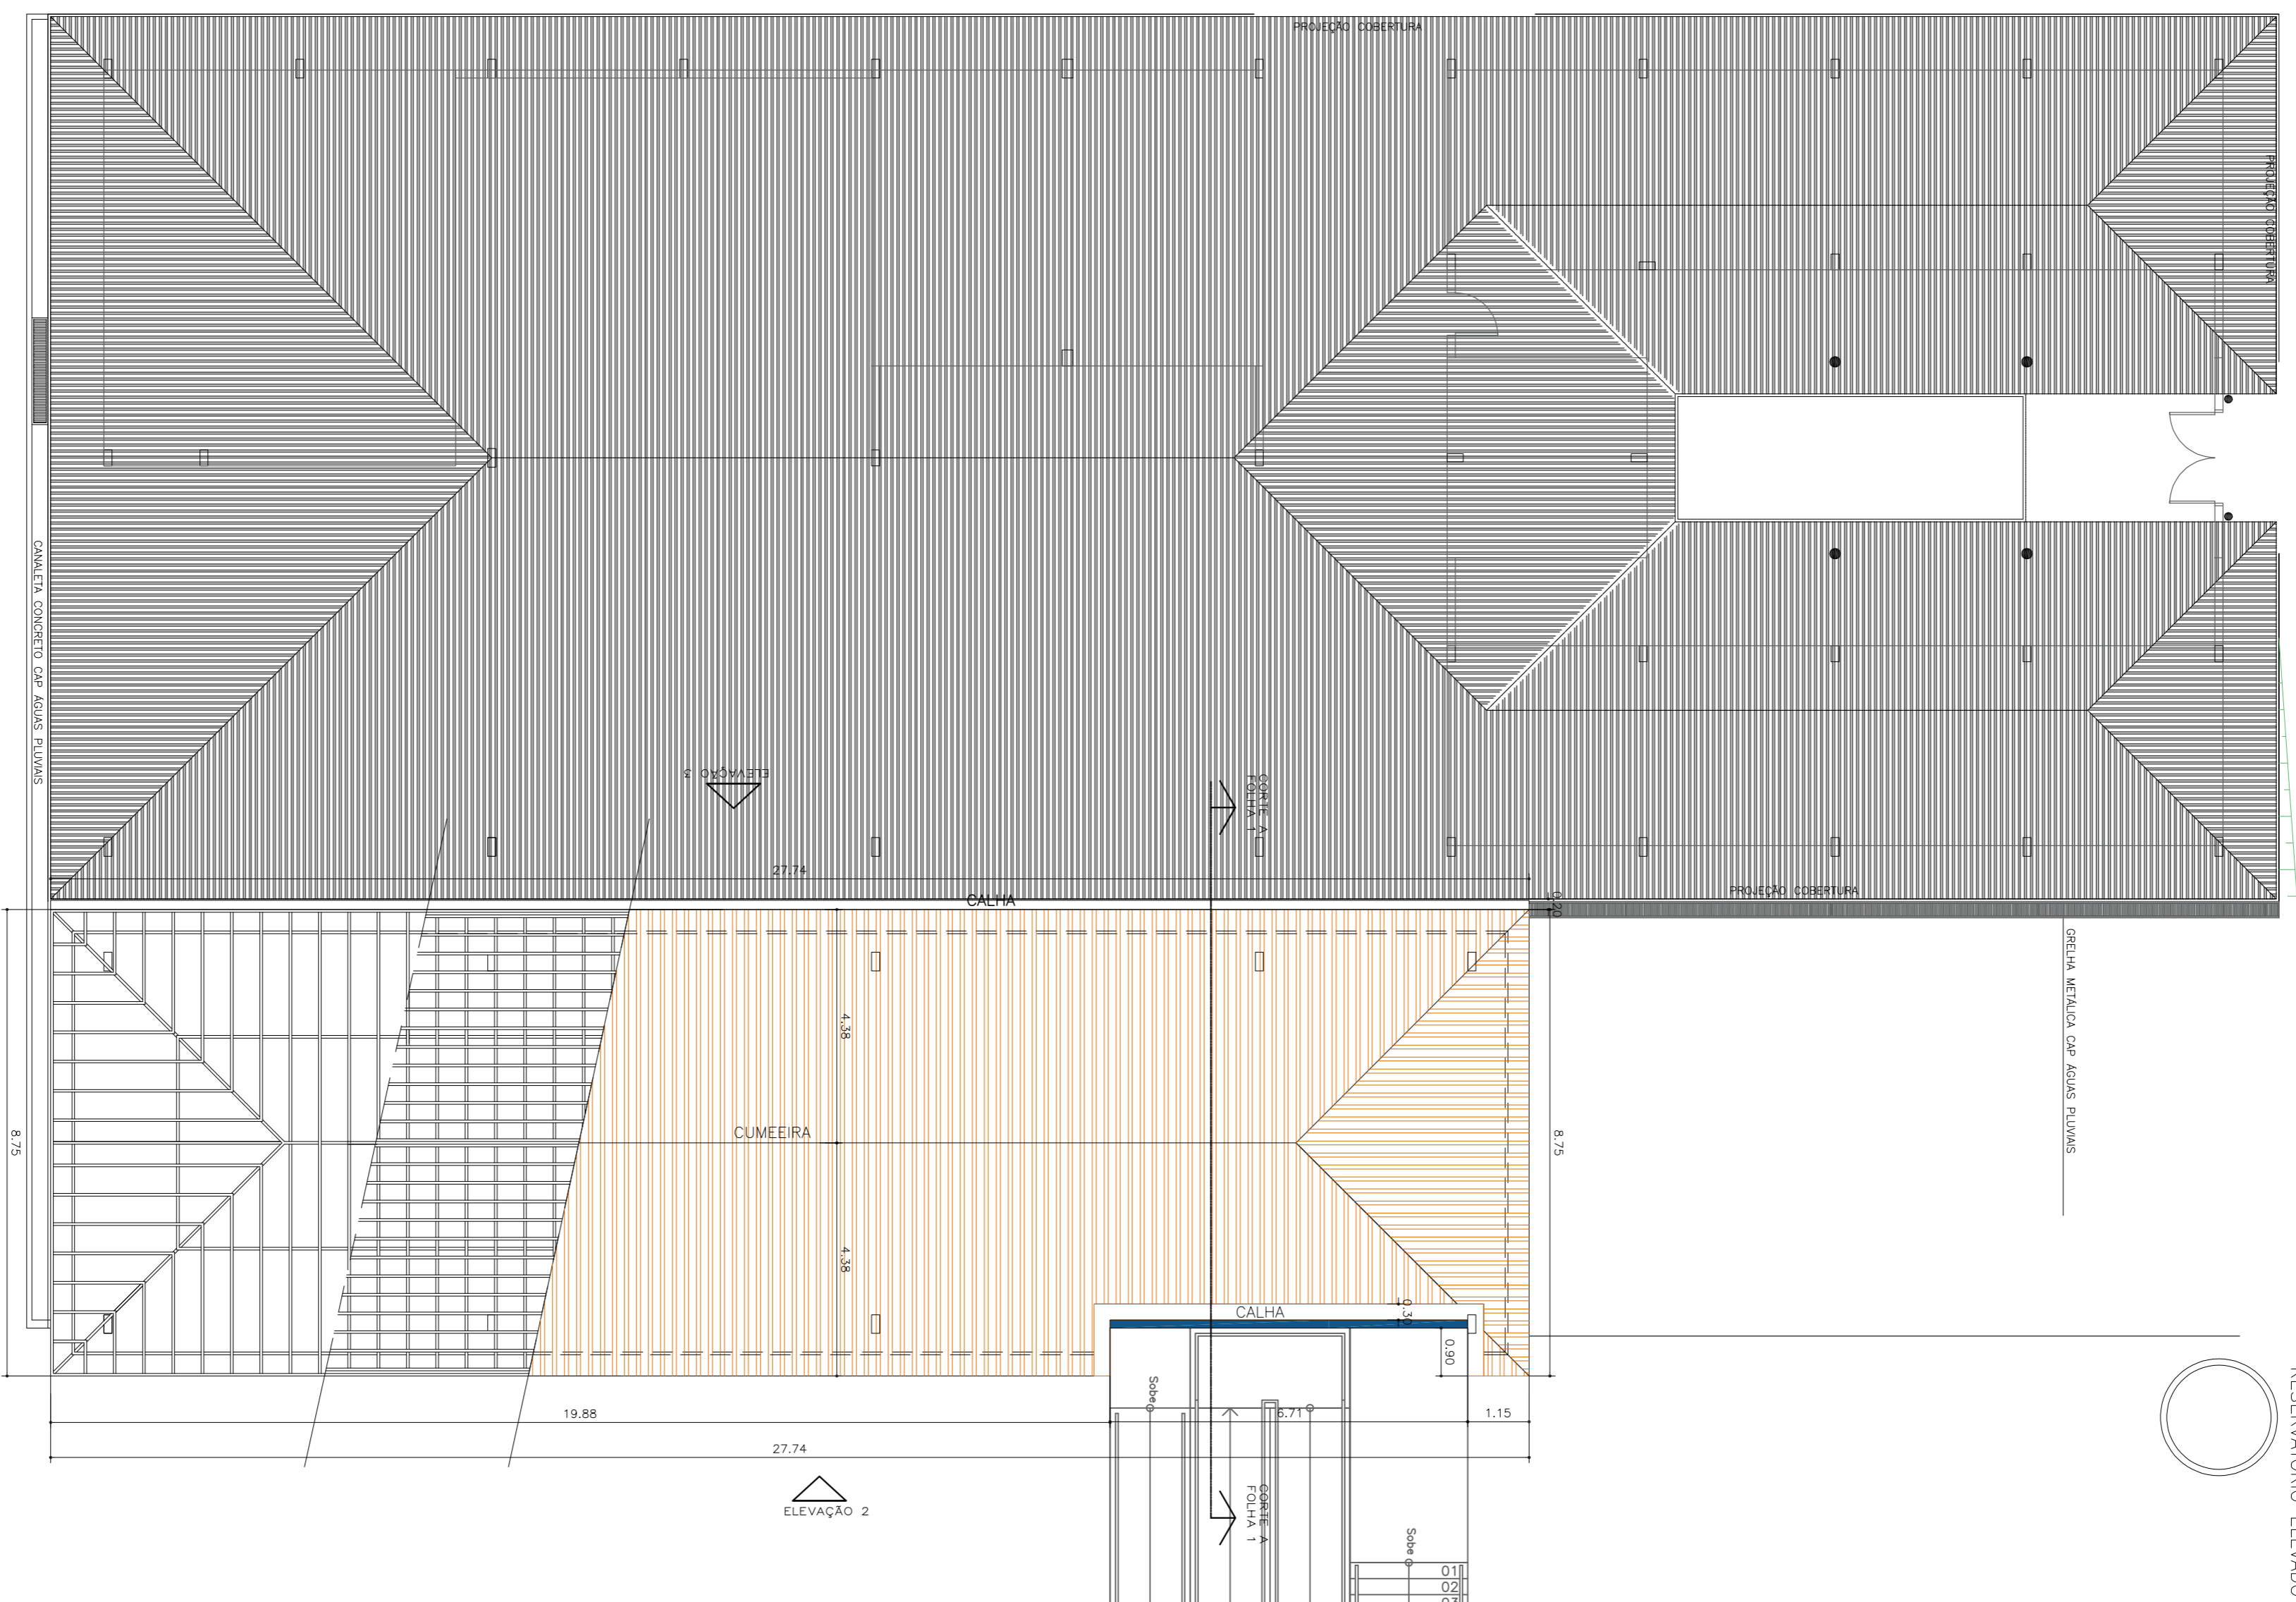 PROJEÇÃO COBERTURA
PROJEÇÃO COBERTURA
CANALETA CONCRETO CAP ÁGUAS PLUVIAIS
ELEVAÇÃO 3
CORTE A
FOLHA 1
27.74
CALHA
PROJEÇÃO COBERTURA
0.20
GRELHA METÁLICA CAP ÁGUAS PLUVIAIS
4.38
CUMEEIRA
8.75
8.75
4.38
CALHA
0.30
0.90
Sobe
19.88
6.71
1.15
27.74
ELEVAÇÃO 2
CORTE A
FOLHA 1
Sobe
01
02
03
RESERVATÓRIO ELEVADO